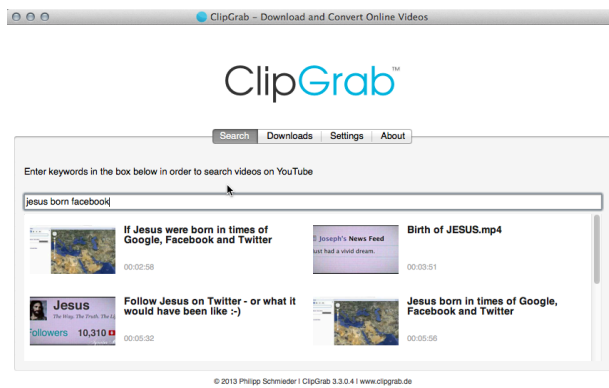 ClipGrab – Download and Convert Online Videos
ClipGrab™
Search Downloads Settings About
Enter keywords in the box below in order to search videos on YouTube
jesus born facebook
If Jesus were born in times of
Google, Facebook and Twitter
00:02:58
Joseph's News Feed
ust had a vivid dream.
Birth of JESUS.mp4
00:03:51
Jesus
The Way, The Truth, The Li
Followers 10,310
Follow Jesus on Twitter - or what it
would have been like :-)
00:05:32
Jesus born in times of Google,
Facebook and Twitter
00:05:56
© 2013 Philipp Schmieder | ClipGrab 3.3.0.4 | www.clipgrab.de